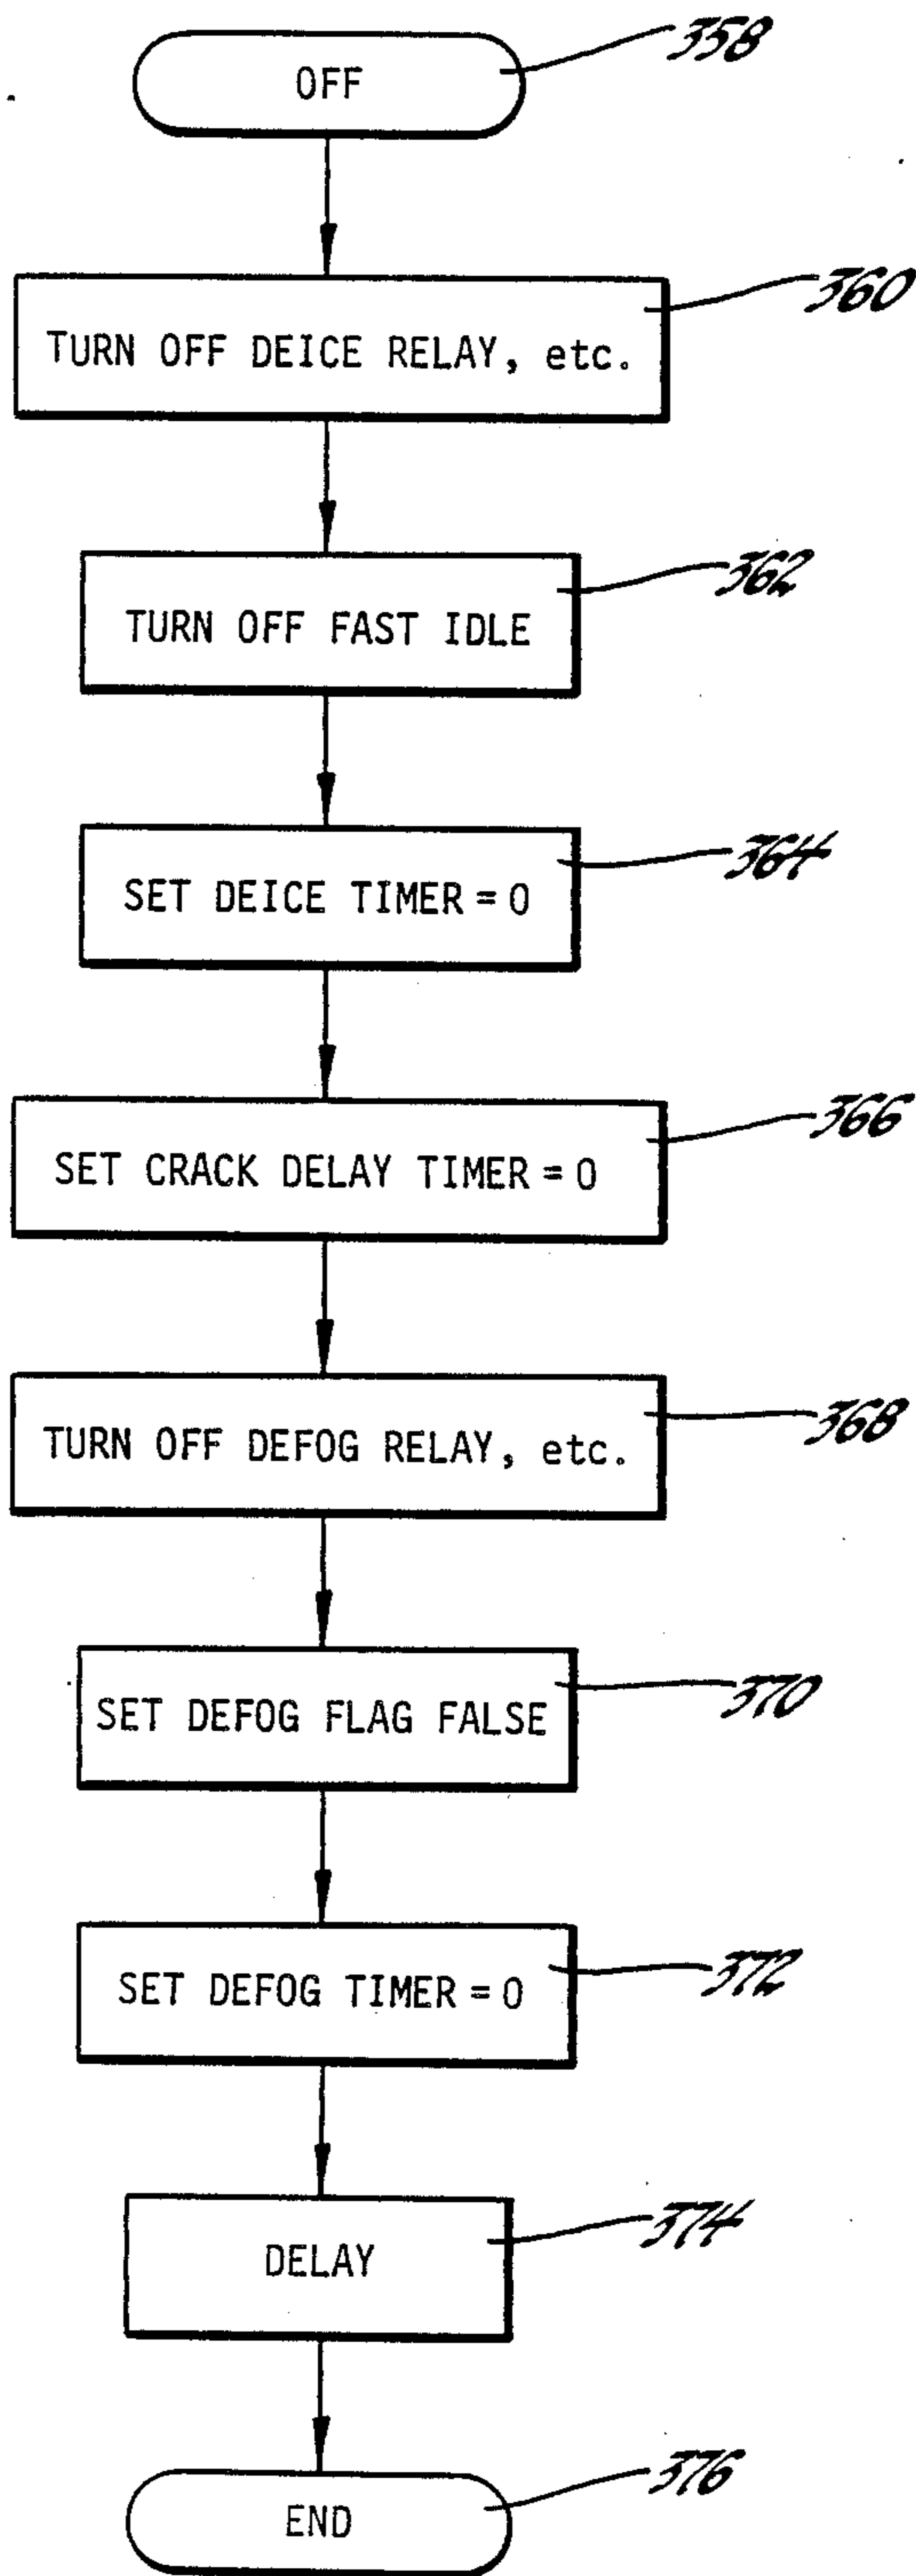 358
OFF
360
TURN OFF DEICE RELAY, etc.
362
TURN OFF FAST IDLE
364
SET DEICE TIMER = 0
366
SET CRACK DELAY TIMER = 0
368
TURN OFF DEFOG RELAY, etc.
370
SET DEFOG FLAG FALSE
372
SET DEFOG TIMER = 0
374
DELAY
376
END